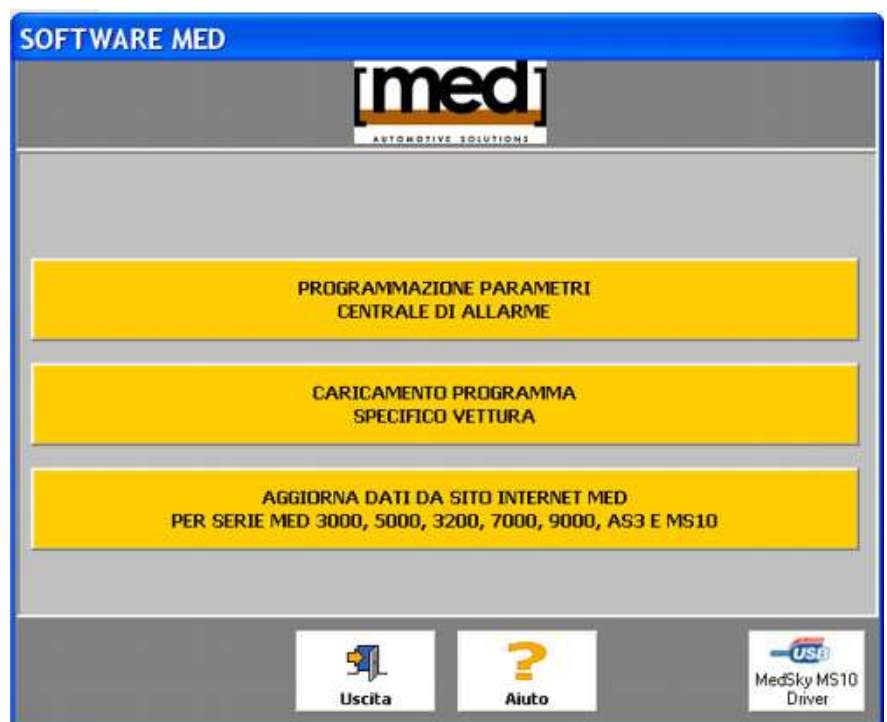 SOFTWARE MED
[med]
AUTOMOTIVE SOLUTIONS
PROGRAMMAZIONE PARAMETRI
CENTRALE DI ALLARME
CARICAMENTO PROGRAMMA
SPECIFICO VETTURA
AGGIORNA DATI DA SITO INTERNET MED
PER SERIE MED 3000, 5000, 3200, 7000, 9000, AS3 E MS10
Uscita
Aiuto
USB
MedSky MS10
Driver